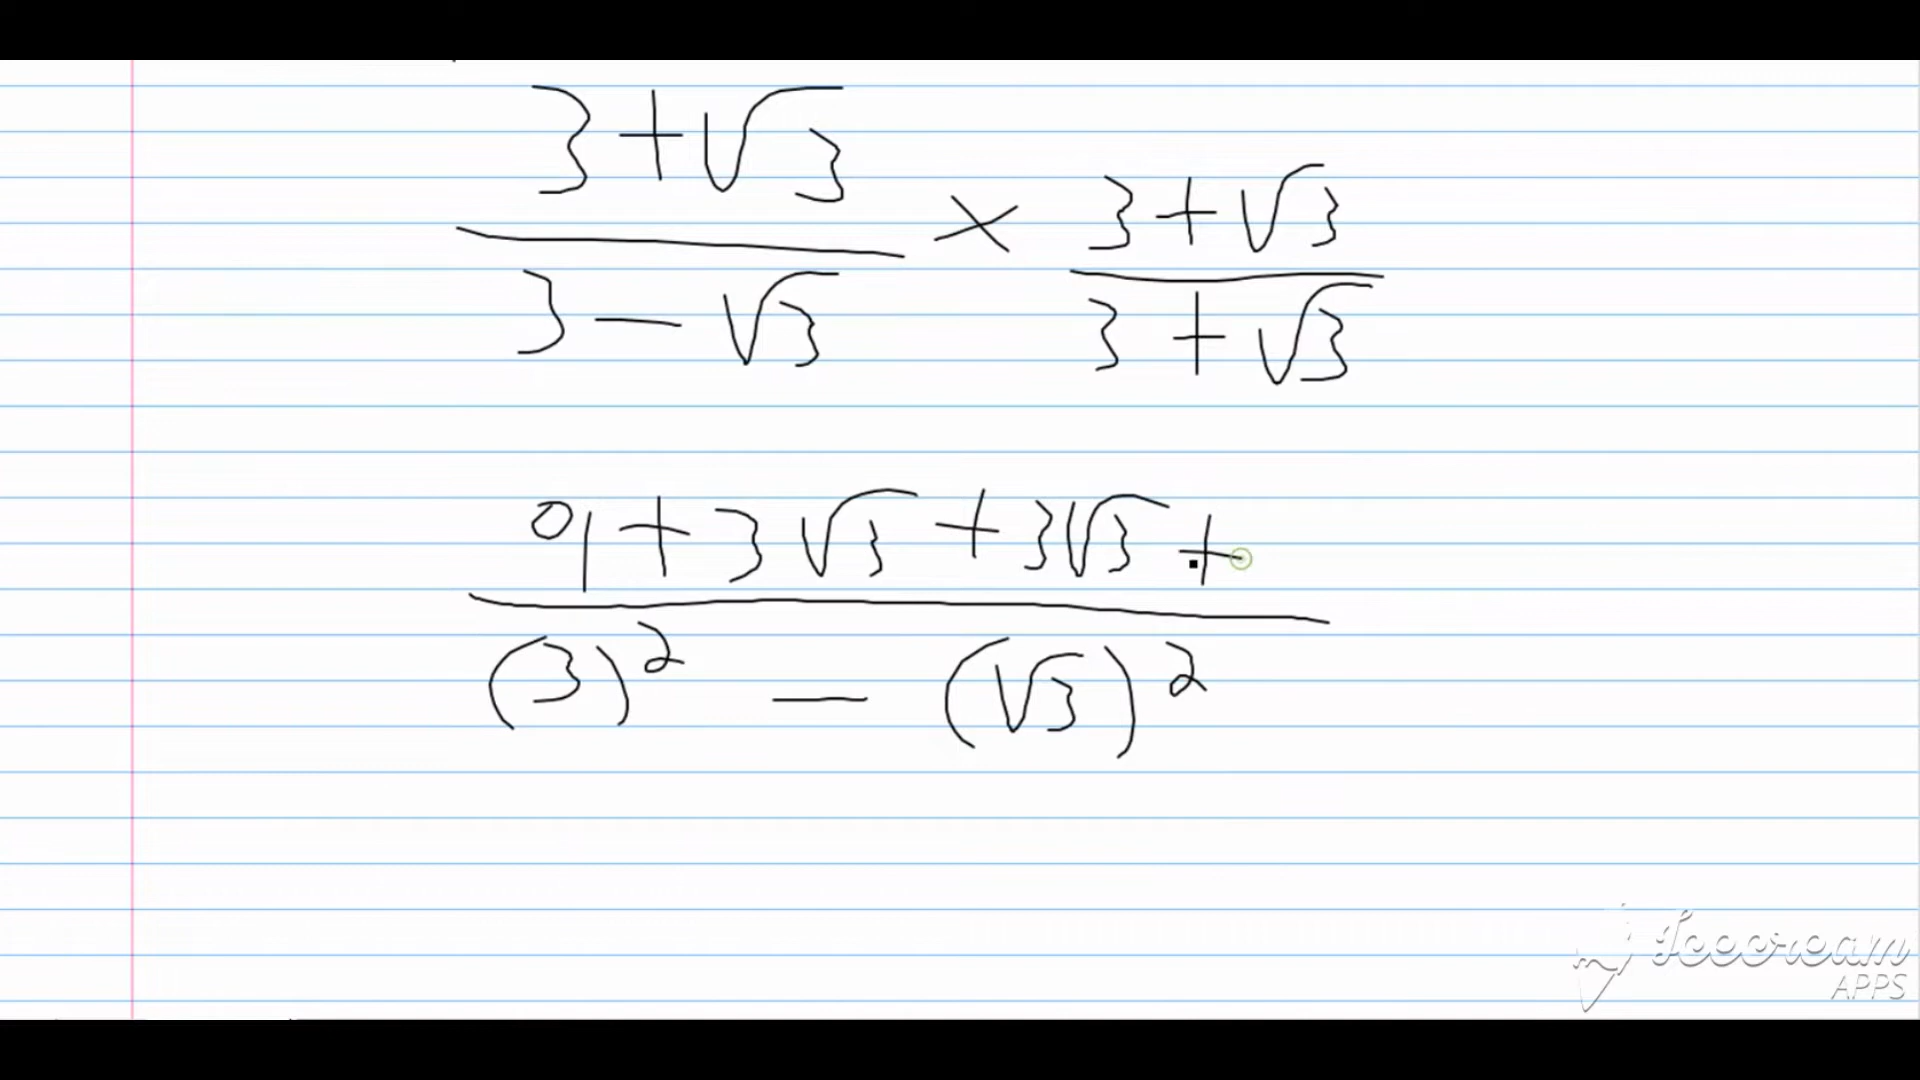 3+√3
3-√3
× 3+√3
3+√3
9+3√3+3√3+
(3)² - (√3)²
Icecream
APPS